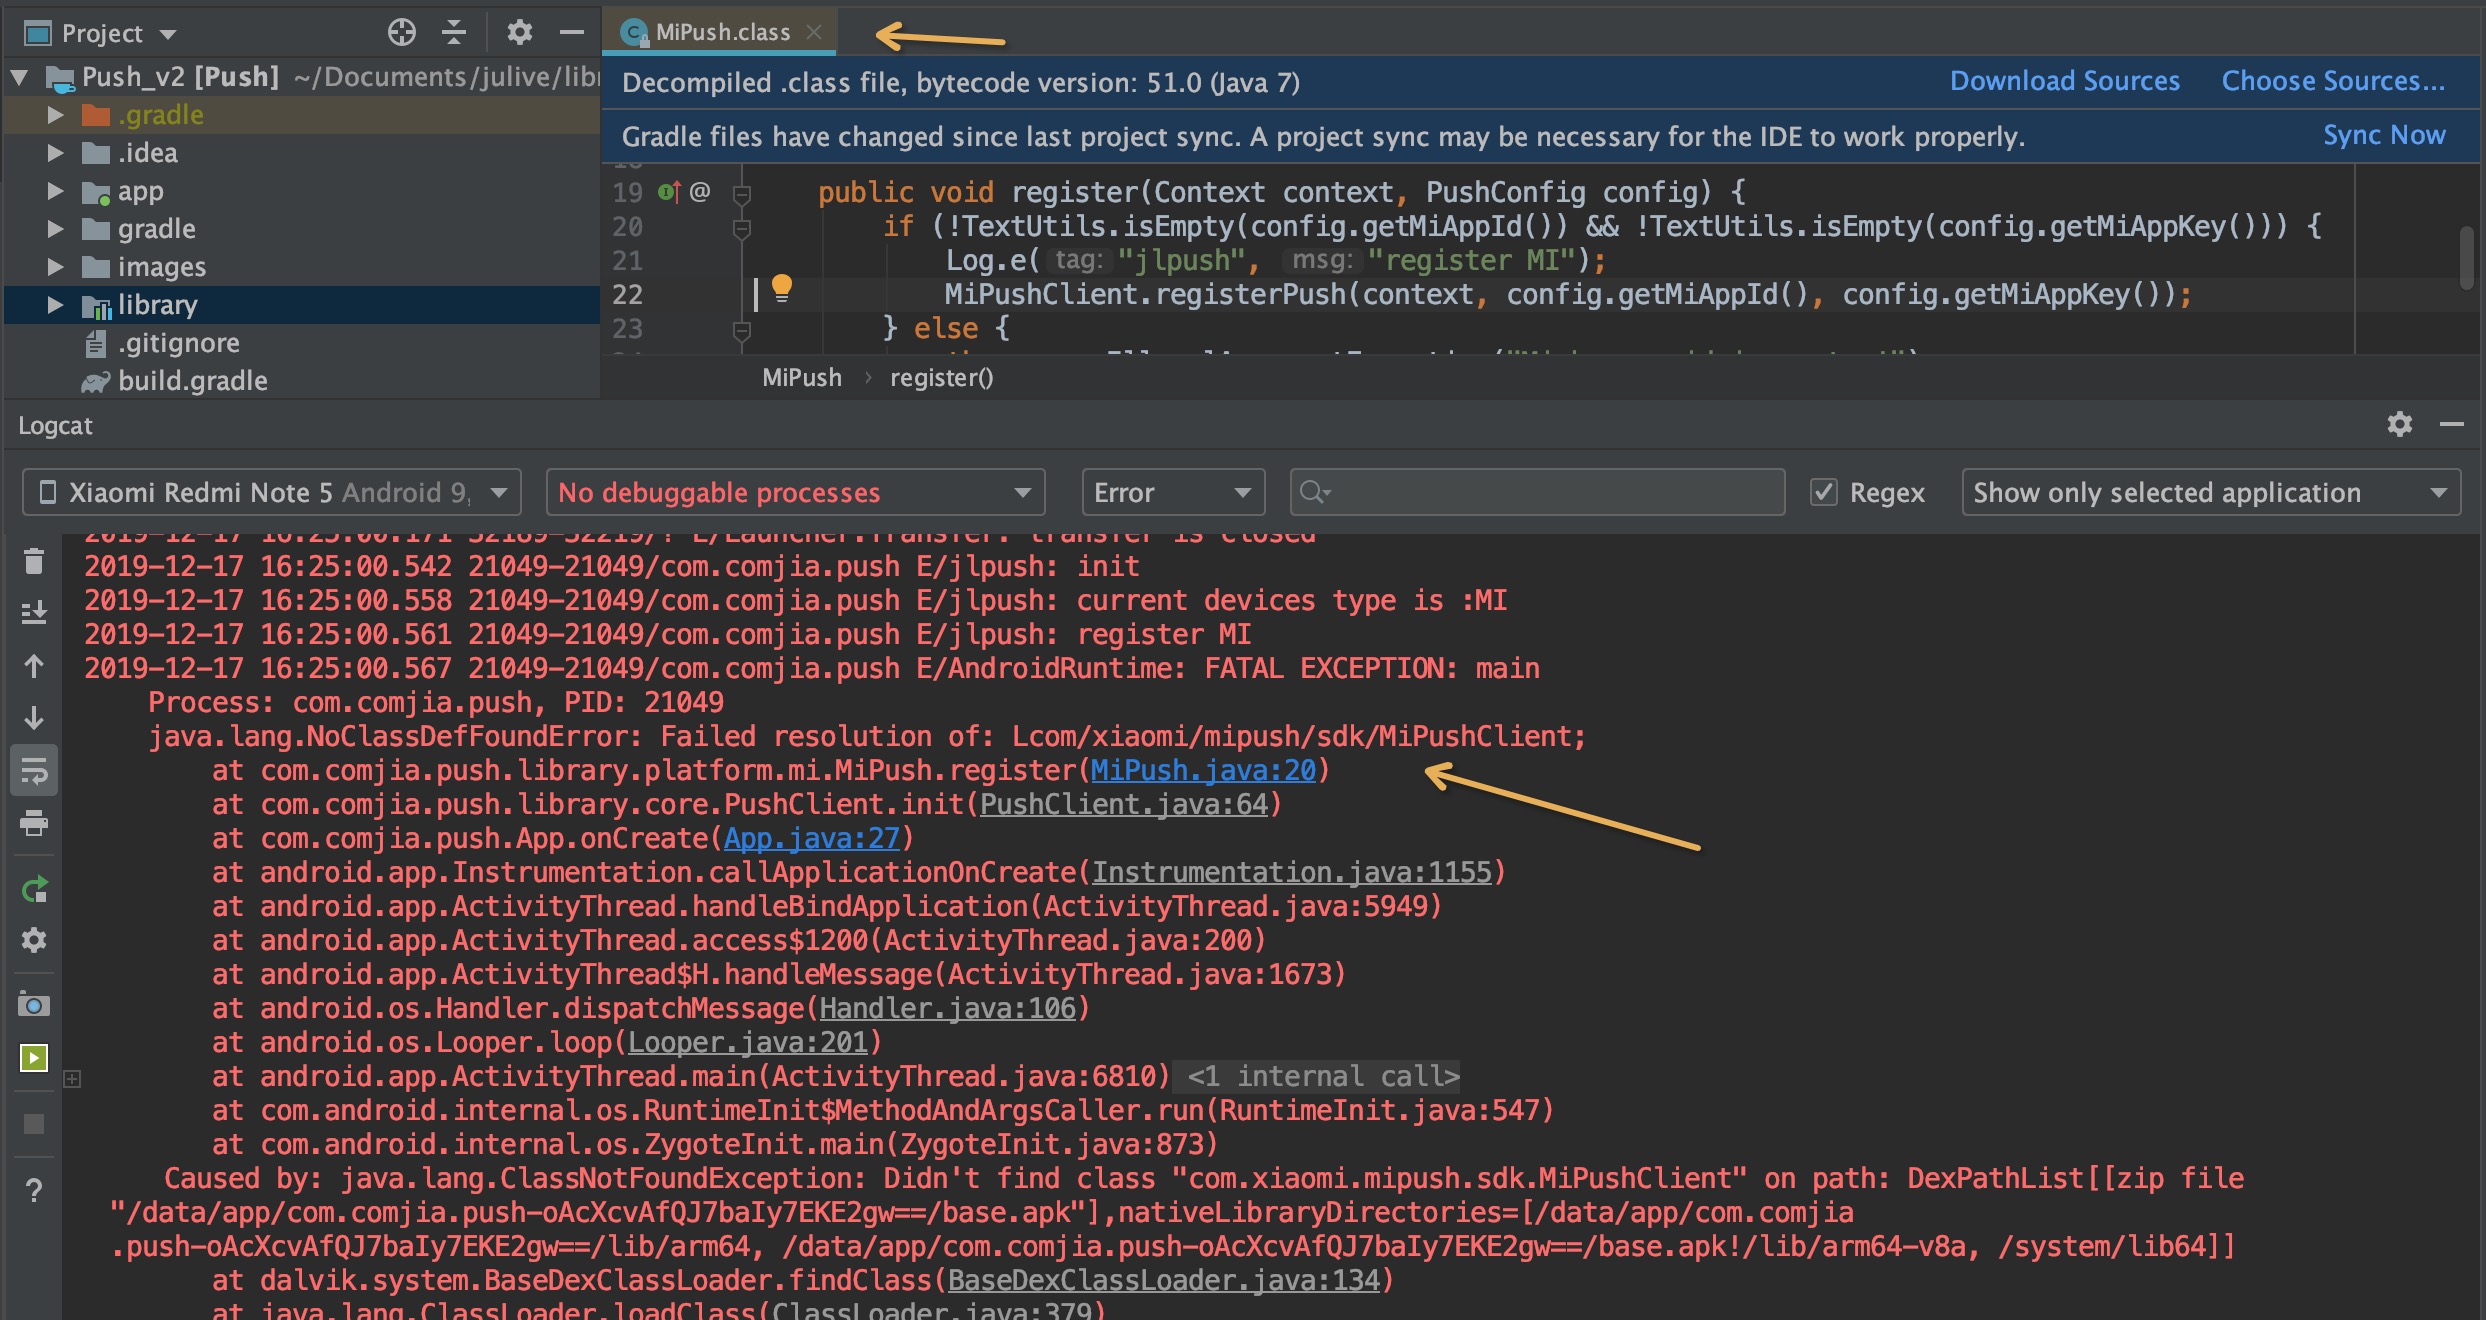 Project
MiPush.class
Push_v2 [Push] ~/Documents/julive/libr
Decompiled .class file, bytecode version: 51.0 (Java 7)
Download Sources
Choose Sources...
.gradle
Gradle files have changed since last project sync. A project sync may be necessary for the IDE to work properly.
Sync Now
.idea
app
gradle
images
library
.gitignore
build.gradle
18
19 @ public void register(Context context, PushConfig config) {
20 if (!TextUtils.isEmpty(config.getMiAppId()) && !TextUtils.isEmpty(config.getMiAppKey())) {
21 Log.e( tag: "jlpush", msg: "register MI");
22 MiPushClient.registerPush(context, config.getMiAppId(), config.getMiAppKey());
23 } else {
MiPush › register()
Logcat
Xiaomi Redmi Note 5 Android 9,
No debuggable processes
Error
Regex
Show only selected application
2019-12-17 16:25:00.171 32189-32219/? E/Launcher.Transfer: transfer is closed
2019-12-17 16:25:00.542 21049-21049/com.comjia.push E/jlpush: init
2019-12-17 16:25:00.558 21049-21049/com.comjia.push E/jlpush: current devices type is :MI
2019-12-17 16:25:00.561 21049-21049/com.comjia.push E/jlpush: register MI
2019-12-17 16:25:00.567 21049-21049/com.comjia.push E/AndroidRuntime: FATAL EXCEPTION: main
Process: com.comjia.push, PID: 21049
java.lang.NoClassDefFoundError: Failed resolution of: Lcom/xiaomi/mipush/sdk/MiPushClient;
at com.comjia.push.library.platform.mi.MiPush.register(MiPush.java:20)
at com.comjia.push.library.core.PushClient.init(PushClient.java:64)
at com.comjia.push.App.onCreate(App.java:27)
at android.app.Instrumentation.callApplicationOnCreate(Instrumentation.java:1155)
at android.app.ActivityThread.handleBindApplication(ActivityThread.java:5949)
at android.app.ActivityThread.access$1200(ActivityThread.java:200)
at android.app.ActivityThread$H.handleMessage(ActivityThread.java:1673)
at android.os.Handler.dispatchMessage(Handler.java:106)
at android.os.Looper.loop(Looper.java:201)
at android.app.ActivityThread.main(ActivityThread.java:6810) <1 internal call>
at com.android.internal.os.RuntimeInit$MethodAndArgsCaller.run(RuntimeInit.java:547)
at com.android.internal.os.ZygoteInit.main(ZygoteInit.java:873)
Caused by: java.lang.ClassNotFoundException: Didn't find class "com.xiaomi.mipush.sdk.MiPushClient" on path: DexPathList[[zip file
"/data/app/com.comjia.push-oAcXcvAfQJ7baIy7EKE2gw==/base.apk"],nativeLibraryDirectories=[/data/app/com.comjia
.push-oAcXcvAfQJ7baIy7EKE2gw==/lib/arm64, /data/app/com.comjia.push-oAcXcvAfQJ7baIy7EKE2gw==/base.apk!/lib/arm64-v8a, /system/lib64]]
at dalvik.system.BaseDexClassLoader.findClass(BaseDexClassLoader.java:134)
at java.lang.ClassLoader.loadClass(ClassLoader.java:379)